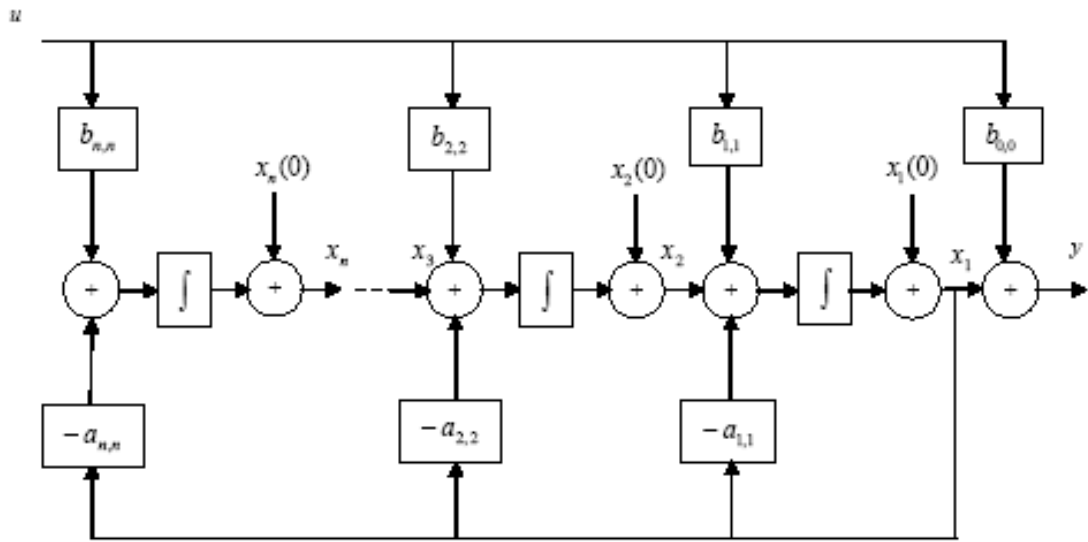 u
b_{n,n} b_{2,2} b_{1,1} b_{0,0}
x_n(0) x_2(0) x_1(0)
x_n x_3 x_2 x_1 y
+ ∫ + + ∫ + + ∫ + +
−a_{n,n} −a_{2,2} −a_{1,1}